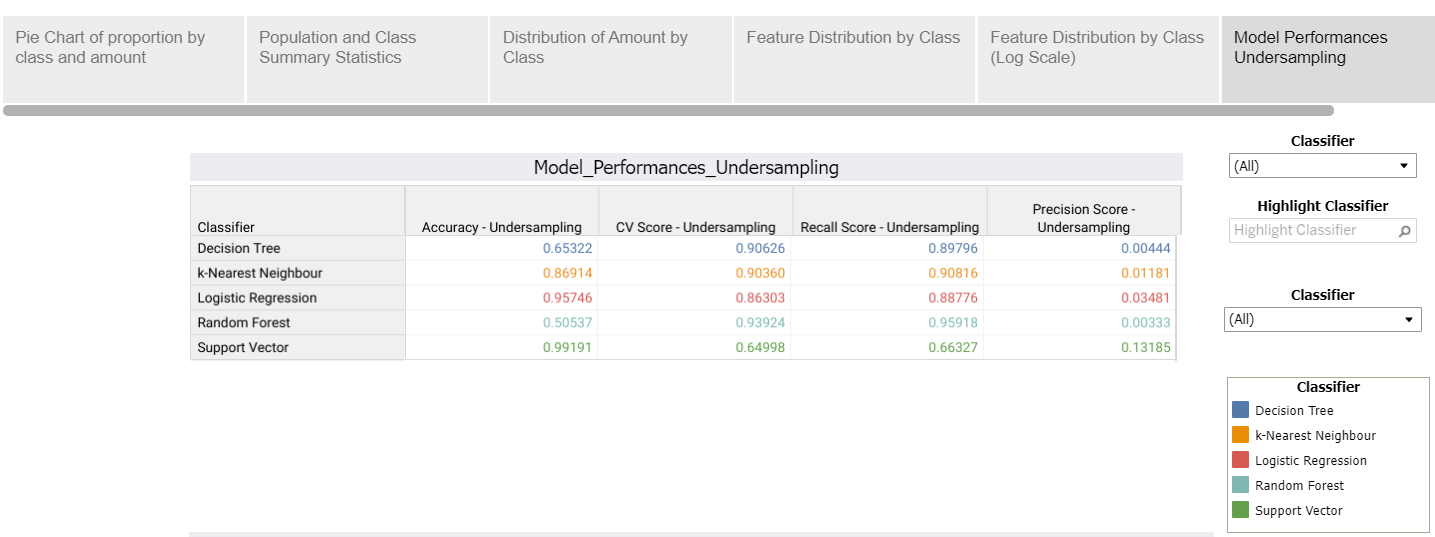 Pie Chart of proportion by
class and amount
Population and Class
Summary Statistics
Distribution of Amount by
Class
Feature Distribution by Class
Feature Distribution by Class
(Log Scale)
Model Performances
Undersampling
Model_Performances_Undersampling
Classifier
Accuracy - Undersampling
CV Score - Undersampling
Recall Score - Undersampling
Precision Score -
Undersampling
Decision Tree 0.65322 0.90626 0.89796 0.00444
k-Nearest Neighbour 0.86914 0.90360 0.90816 0.01181
Logistic Regression 0.95746 0.86303 0.88776 0.03481
Random Forest 0.50537 0.93924 0.95918 0.00333
Support Vector 0.99191 0.64998 0.66327 0.13185
Classifier
(All)
Highlight Classifier
Highlight Classifier
Classifier
(All)
Classifier
Decision Tree
k-Nearest Neighbour
Logistic Regression
Random Forest
Support Vector